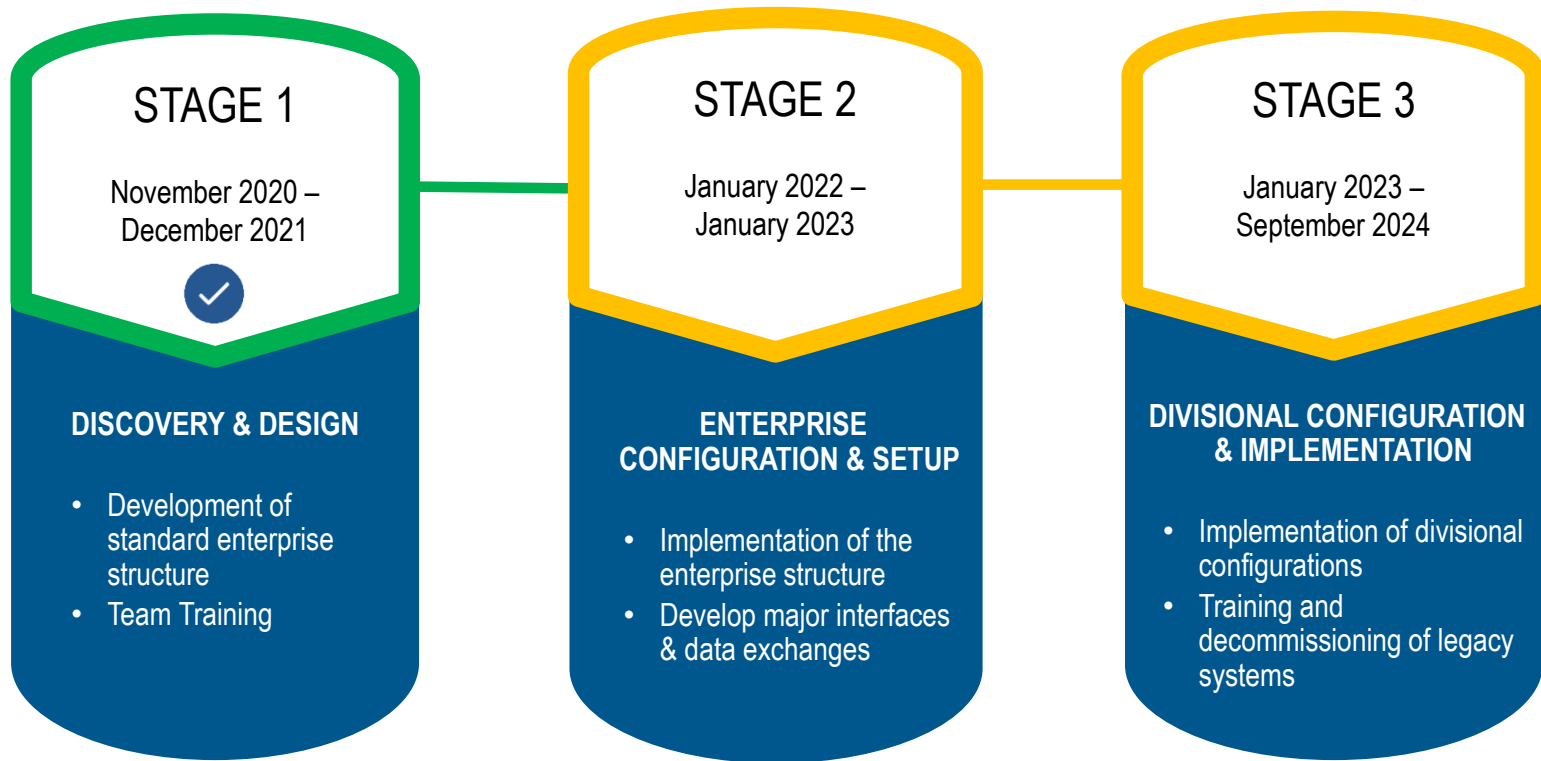 STAGE 1
November 2020 –
December 2021
DISCOVERY & DESIGN
• Development of
standard enterprise
structure
• Team Training
STAGE 2
January 2022 –
January 2023
ENTERPRISE
CONFIGURATION & SETUP
• Implementation of the
enterprise structure
• Develop major interfaces
& data exchanges
STAGE 3
January 2023 –
September 2024
DIVISIONAL CONFIGURATION
& IMPLEMENTATION
• Implementation of divisional
configurations
• Training and
decommissioning of legacy
systems